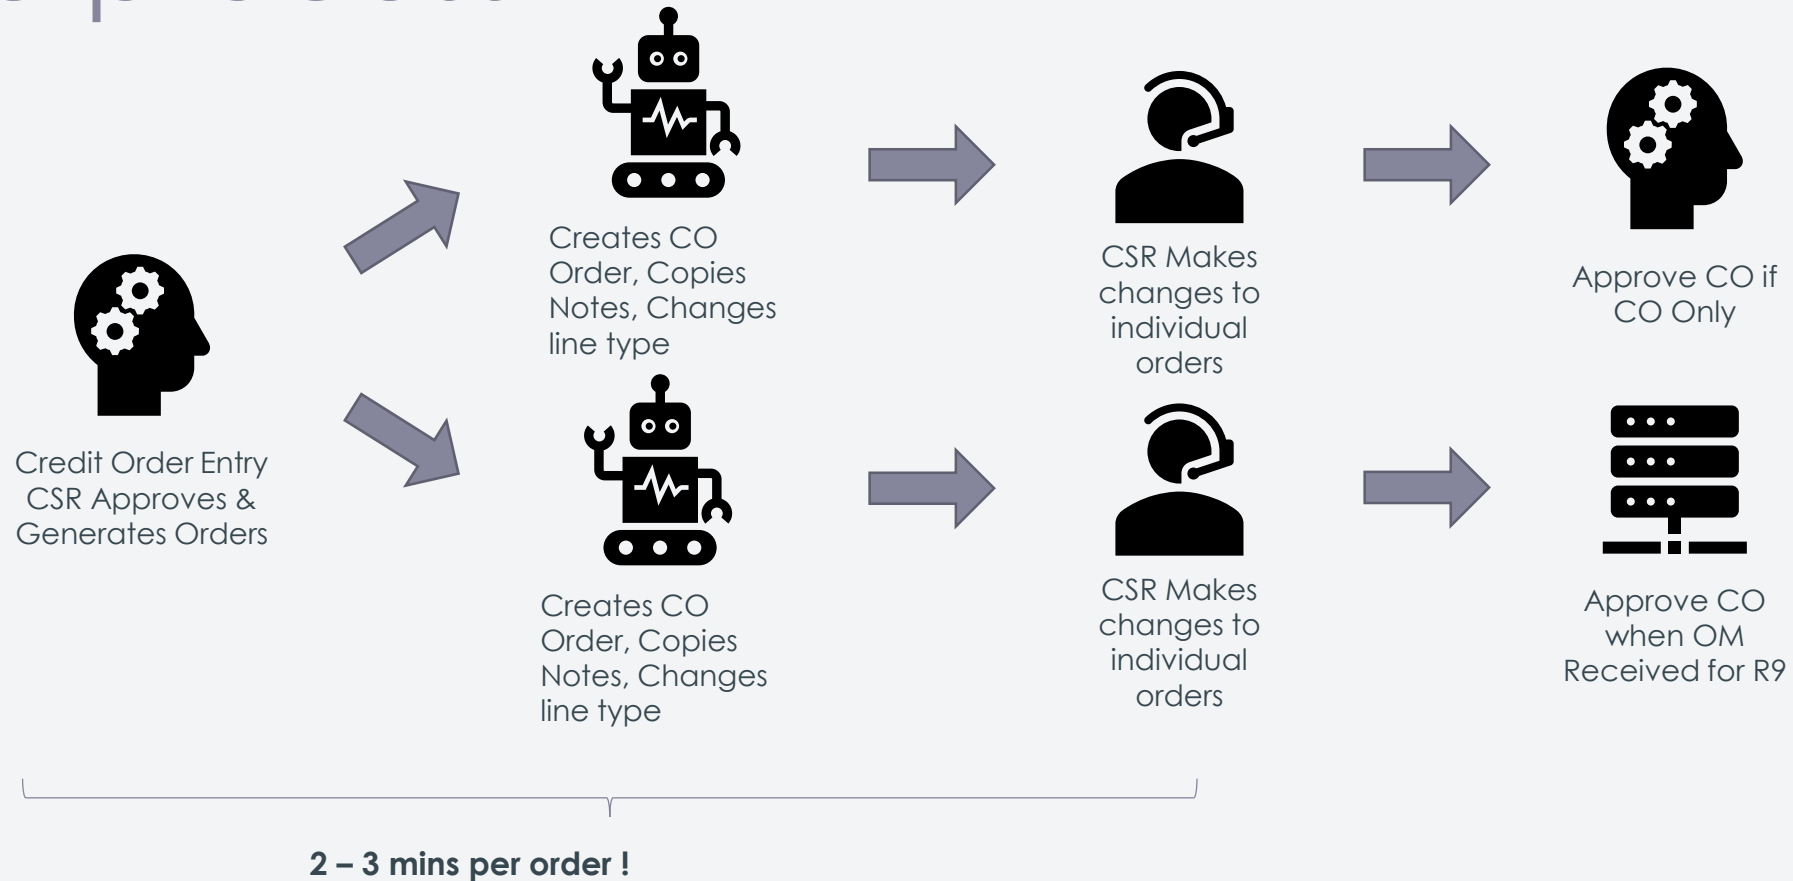 Creates CO
Order, Copies
Notes, Changes
line type
CSR Makes
changes to
individual
orders
Approve CO if
CO Only
Credit Order Entry
CSR Approves &
Generates Orders
Creates CO
Order, Copies
Notes, Changes
line type
CSR Makes
changes to
individual
orders
Approve CO
when OM
Received for R9
2 – 3 mins per order !